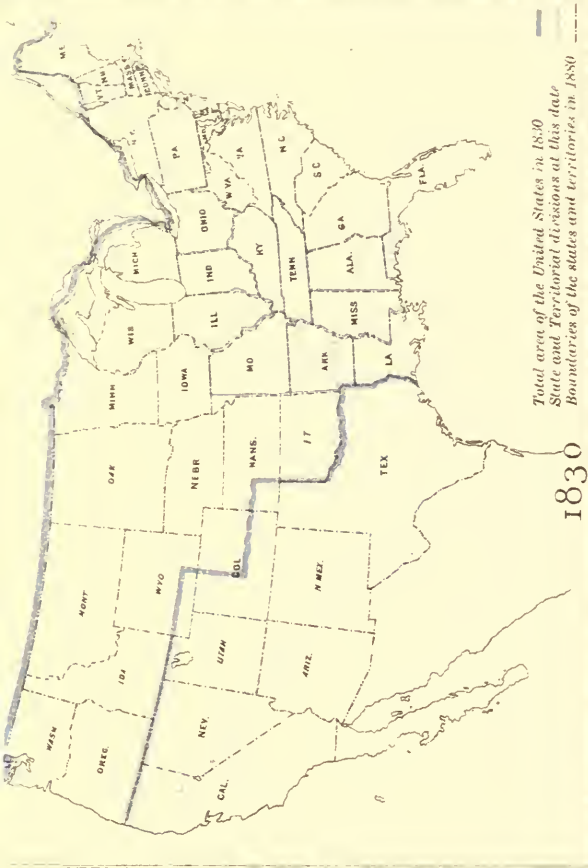 WASH
OREG.
CAL.
NEV.
IDA
MONT
WYO
UTAH
COL
ARIZ.
N MEX.
DAK
NEBR
KANS.
I T
TEX
MINN
IOWA
MO
ARK
LA
WIS
ILL
MICH
IND
OHIO
KY
TENN
MISS
ALA.
GA
FLA.
S C
N C
VA
W VA
PA
VT
N.H
MASS
CONN
ME.
Total area of the United States in 1830
State and Territorial divisions at this date
Boundaries of the states and territories in 1880
1830